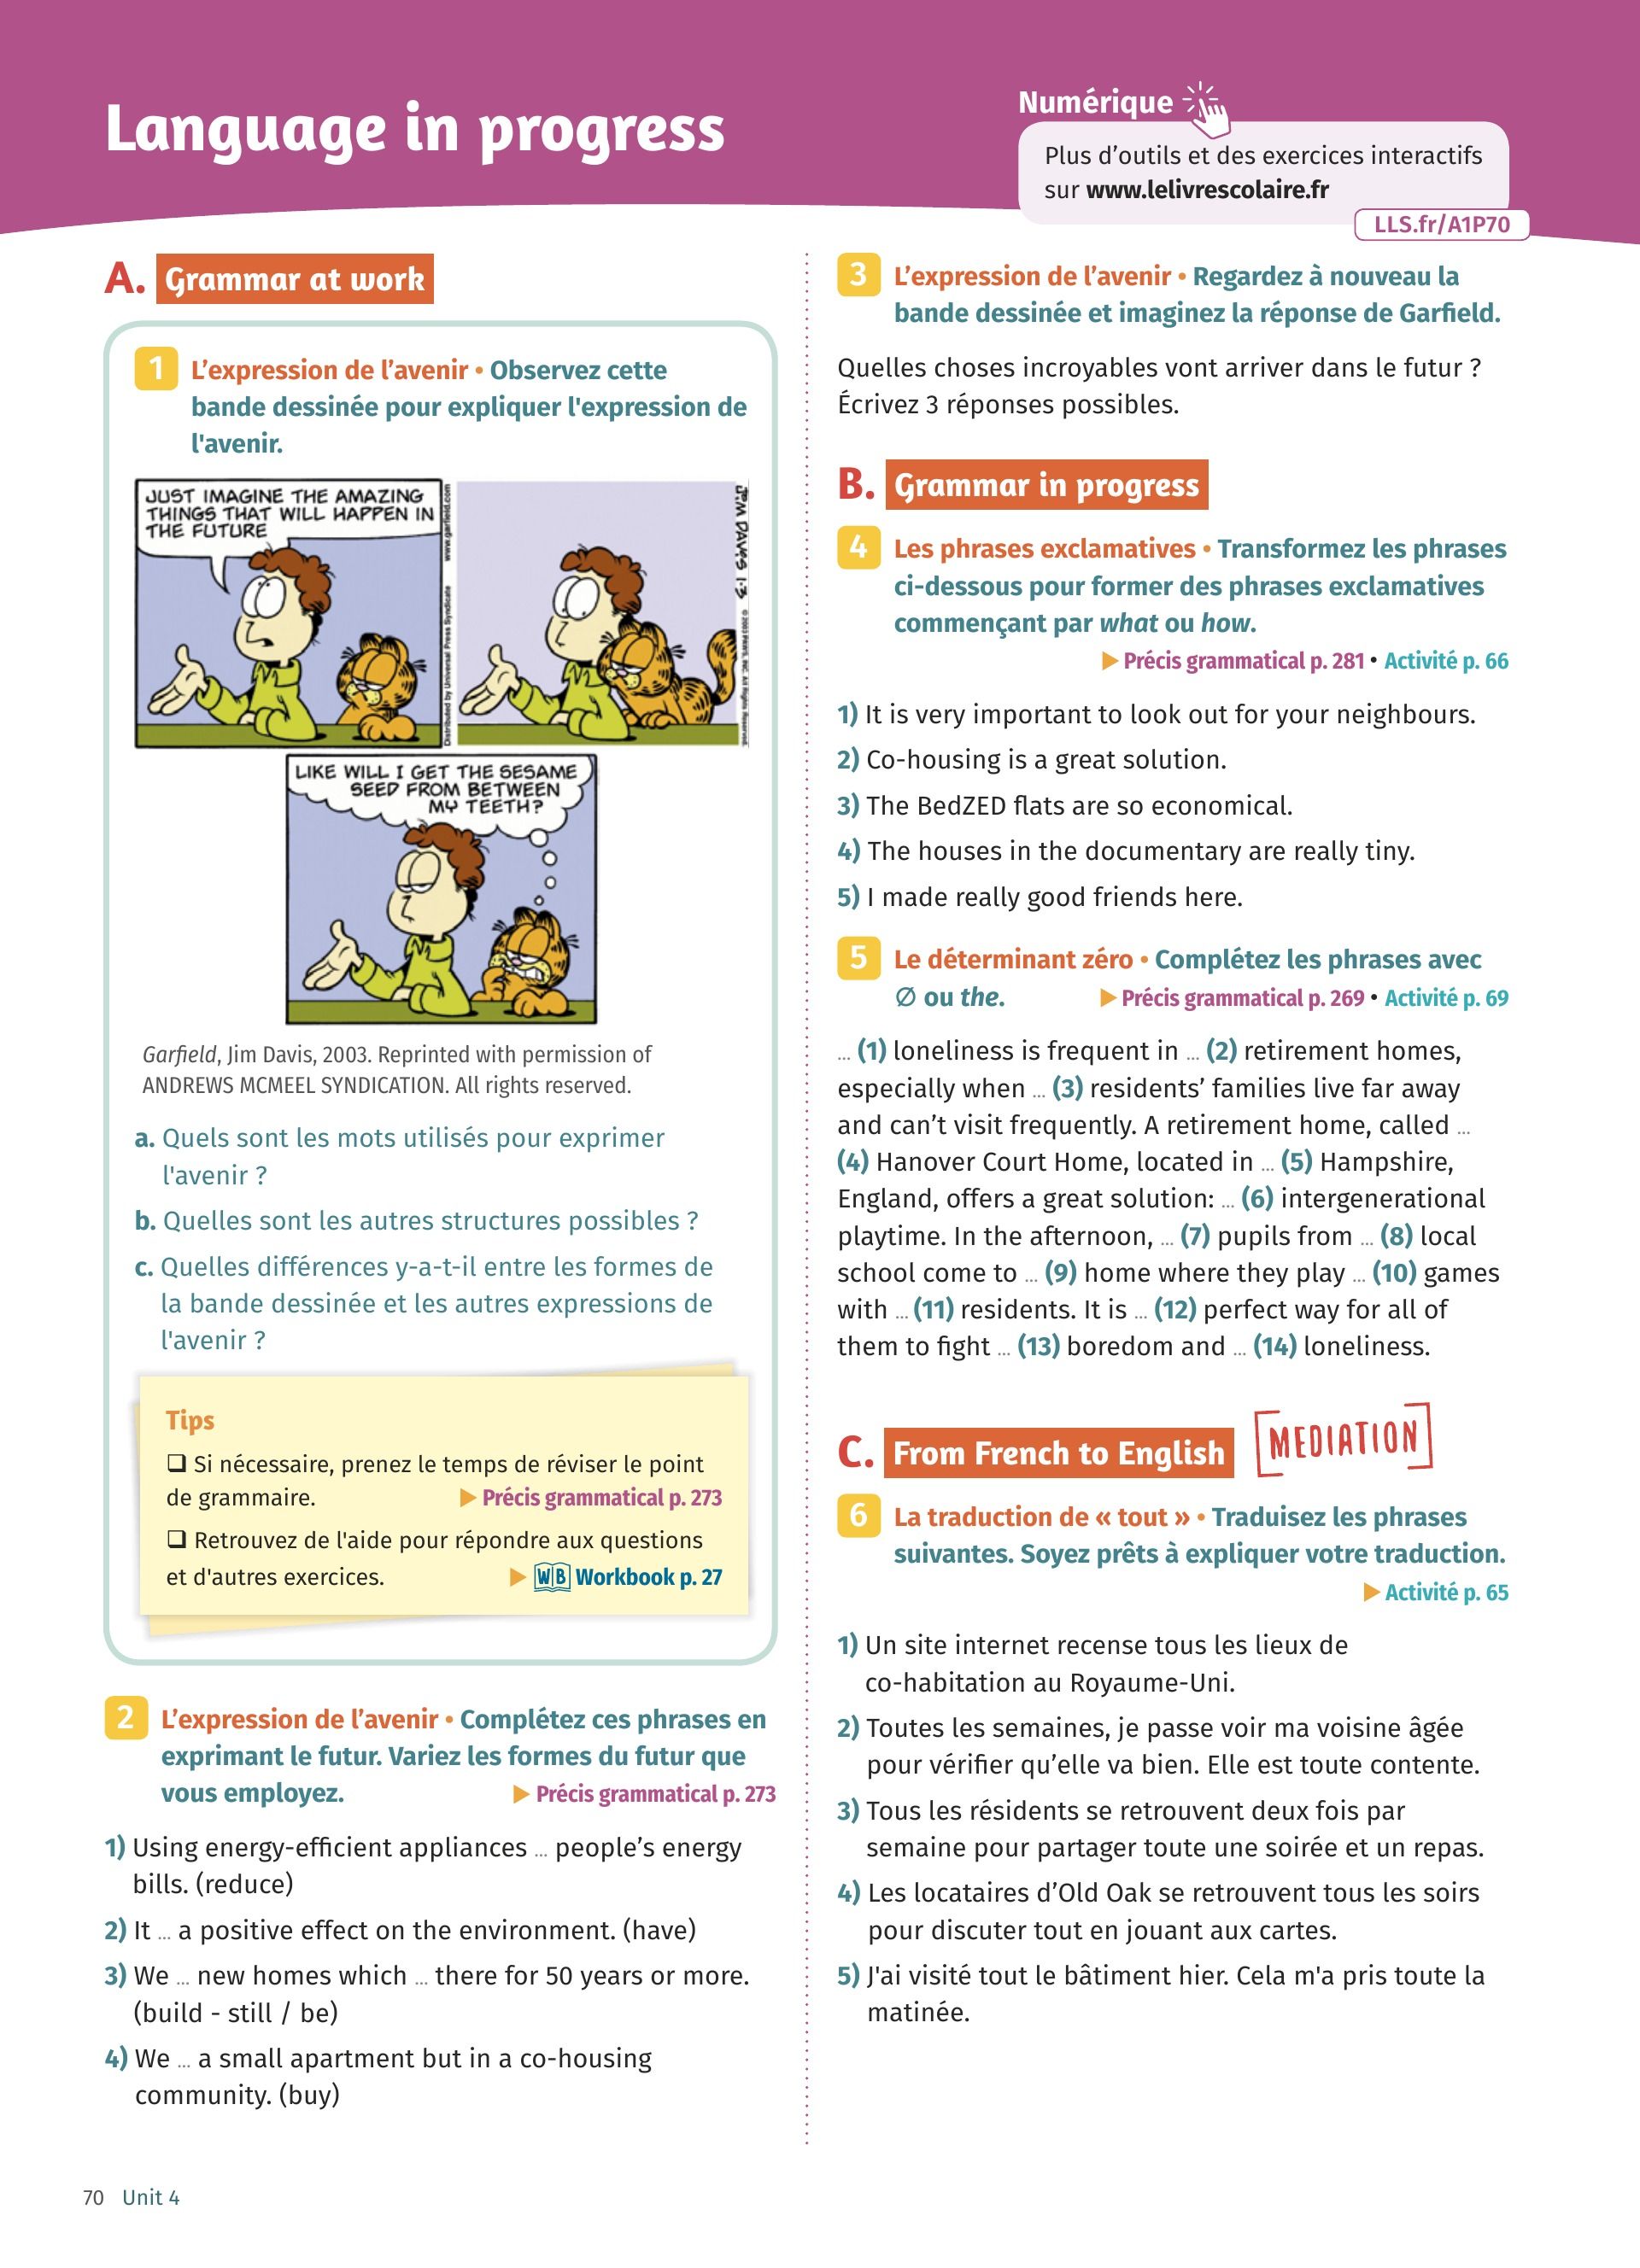 Language in progress
Numérique
Plus d’outils et des exercices interactifs
sur www.lelivrescolaire.fr
LLS.fr/A1P70
A. Grammar at work
1 L’expression de l’avenir • Observez cette
bande dessinée pour expliquer l'expression de
l'avenir.
JUST IMAGINE THE AMAZING
THINGS THAT WILL HAPPEN IN
THE FUTURE
www.garfield.com
Distributed by Universal Press Syndicate
JIM DAVIS 1-3
© 2003 PAWS, INC. All Rights Reserved.
LIKE WILL I GET THE SESAME
SEED FROM BETWEEN
MY TEETH?
Garfield, Jim Davis, 2003. Reprinted with permission of
ANDREWS MCMEEL SYNDICATION. All rights reserved.
a. Quels sont les mots utilisés pour exprimer
l'avenir ?
b. Quelles sont les autres structures possibles ?
c. Quelles différences y-a-t-il entre les formes de
la bande dessinée et les autres expressions de
l'avenir ?
Tips
❏ Si nécessaire, prenez le temps de réviser le point
de grammaire. ▶ Précis grammatical p. 273
❏ Retrouvez de l'aide pour répondre aux questions
et d'autres exercices. ▶ WB Workbook p. 27
2 L’expression de l’avenir • Complétez ces phrases en
exprimant le futur. Variez les formes du futur que
vous employez. ▶ Précis grammatical p. 273
1) Using energy-efficient appliances ... people’s energy
bills. (reduce)
2) It ... a positive effect on the environment. (have)
3) We ... new homes which ... there for 50 years or more.
(build - still / be)
4) We ... a small apartment but in a co-housing
community. (buy)
3 L’expression de l’avenir • Regardez à nouveau la
bande dessinée et imaginez la réponse de Garfield.
Quelles choses incroyables vont arriver dans le futur ?
Écrivez 3 réponses possibles.
B. Grammar in progress
4 Les phrases exclamatives • Transformez les phrases
ci-dessous pour former des phrases exclamatives
commençant par what ou how.
▶ Précis grammatical p. 281 • Activité p. 66
1) It is very important to look out for your neighbours.
2) Co-housing is a great solution.
3) The BedZED flats are so economical.
4) The houses in the documentary are really tiny.
5) I made really good friends here.
5 Le déterminant zéro • Complétez les phrases avec
∅ ou the. ▶ Précis grammatical p. 269 • Activité p. 69
... (1) loneliness is frequent in ... (2) retirement homes,
especially when ... (3) residents’ families live far away
and can’t visit frequently. A retirement home, called ...
(4) Hanover Court Home, located in ... (5) Hampshire,
England, offers a great solution: ... (6) intergenerational
playtime. In the afternoon, ... (7) pupils from ... (8) local
school come to ... (9) home where they play ... (10) games
with ... (11) residents. It is ... (12) perfect way for all of
them to fight ... (13) boredom and ... (14) loneliness.
C. From French to English
MEDIATION
6 La traduction de « tout » • Traduisez les phrases
suivantes. Soyez prêts à expliquer votre traduction.
▶ Activité p. 65
1) Un site internet recense tous les lieux de
co-habitation au Royaume-Uni.
2) Toutes les semaines, je passe voir ma voisine âgée
pour vérifier qu’elle va bien. Elle est toute contente.
3) Tous les résidents se retrouvent deux fois par
semaine pour partager toute une soirée et un repas.
4) Les locataires d’Old Oak se retrouvent tous les soirs
pour discuter tout en jouant aux cartes.
5) J'ai visité tout le bâtiment hier. Cela m'a pris toute la
matinée.
70 Unit 4